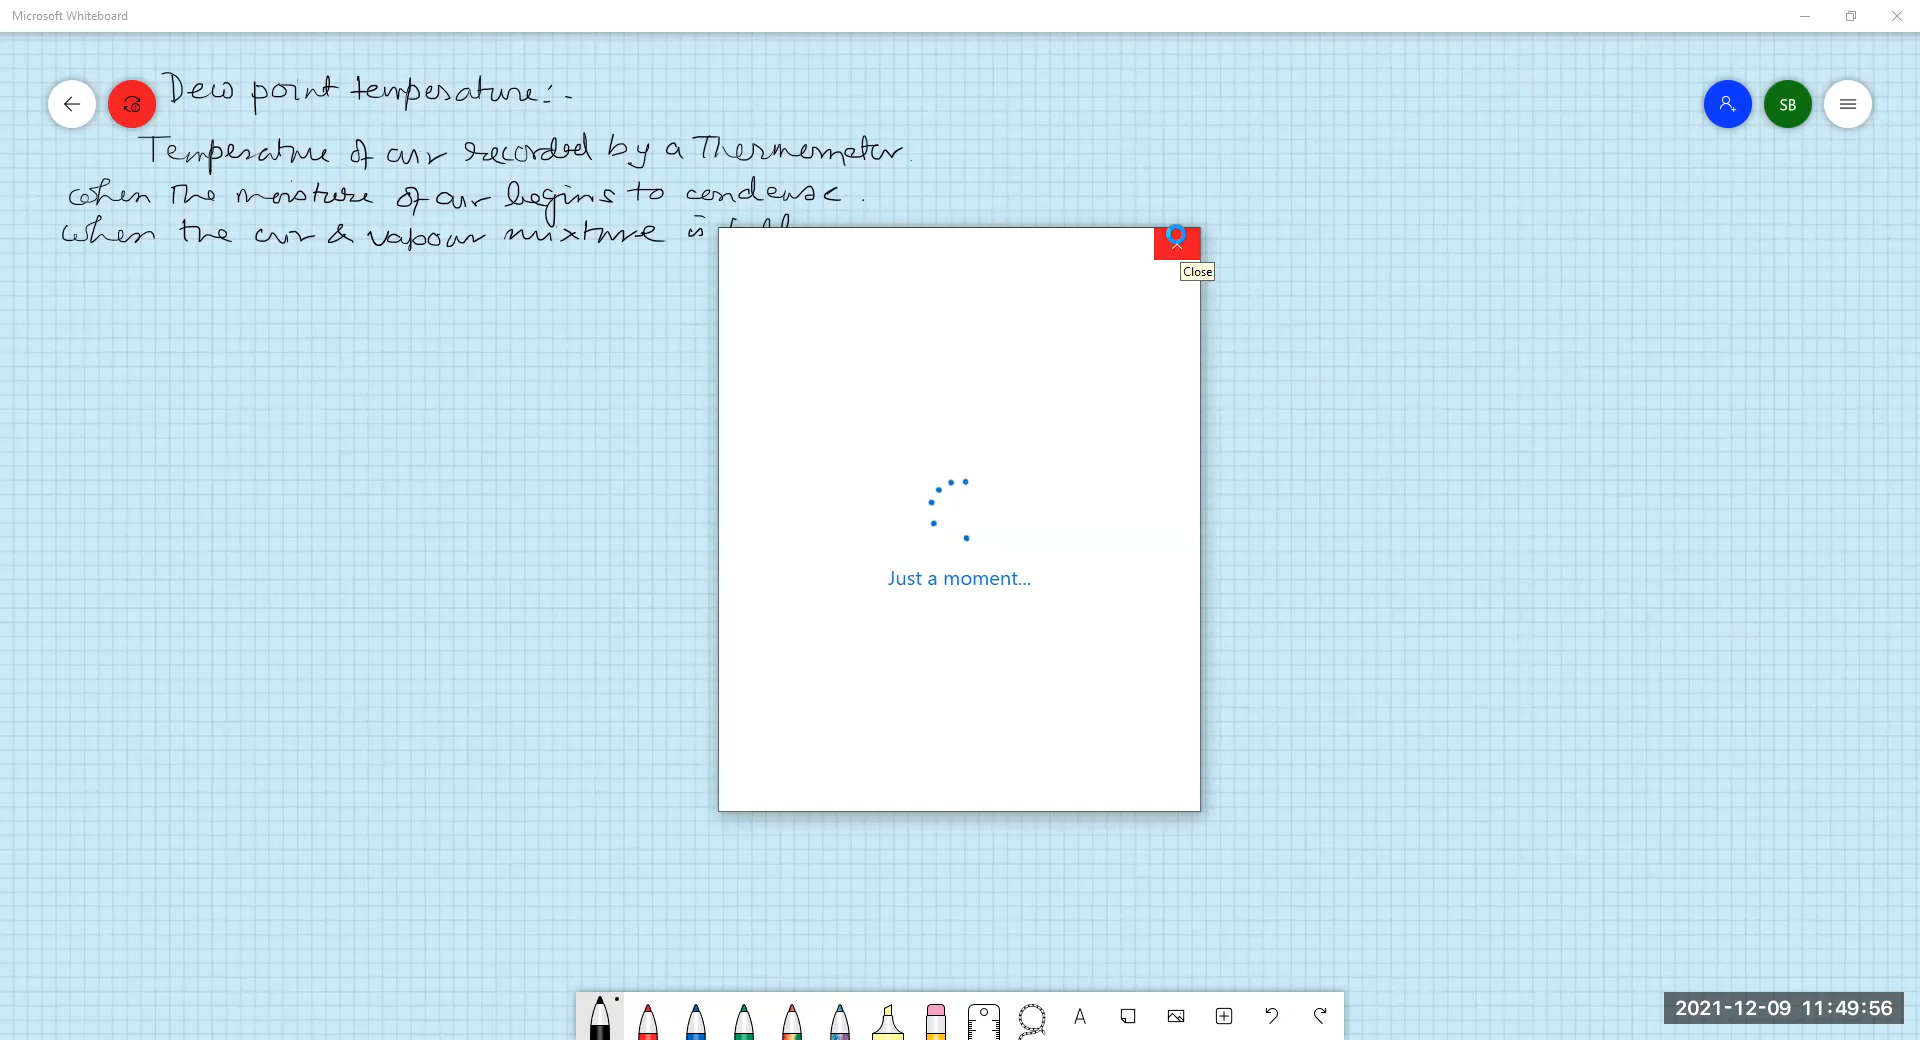 Microsoft Whiteboard
Dew point temperature:-
SB
Temperature of air recorded by a Thermometer.
when the moisture of air begins to condense.
when the air & vapour mixture is
Close
Just a moment...
A
2021-12-09 11:49:56